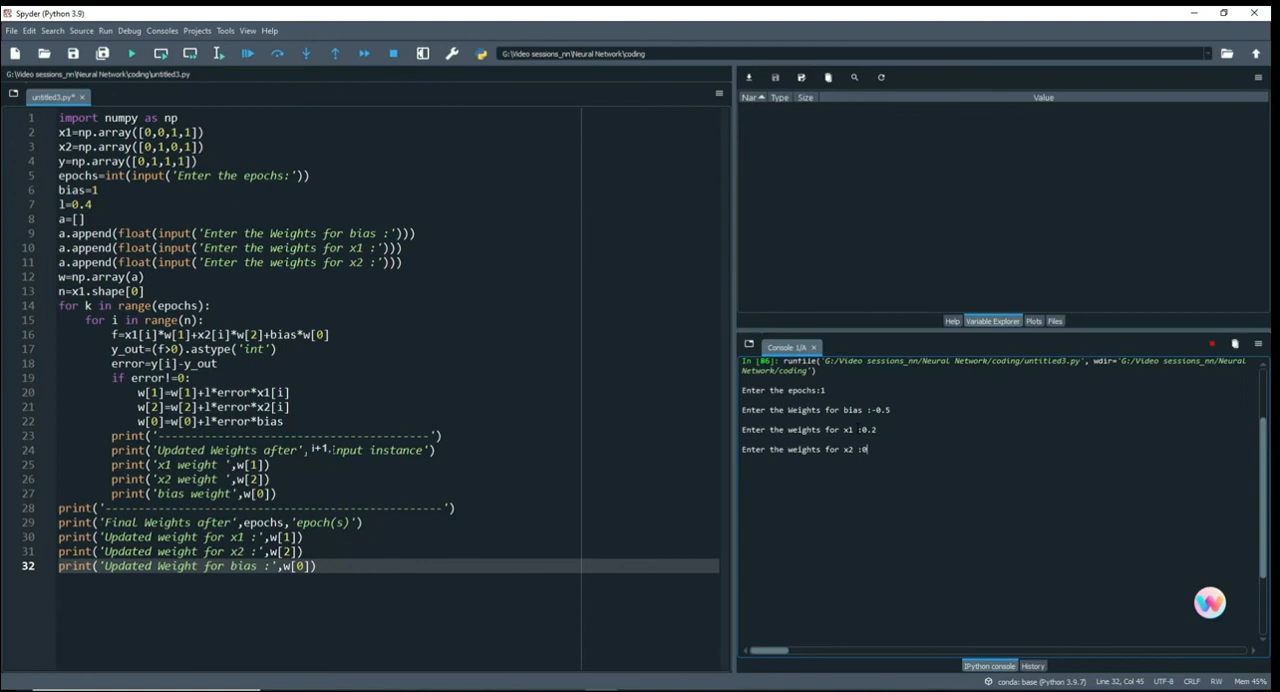 Spyder (Python 3.9)
File Edit Search Source Run Debug Consoles Projects Tools View Help
G:\Video sessions_nn\Neural Network\coding
G:\Video sessions_nn\Neural Network\coding\untitled3.py
untitled3.py*
1 import numpy as np
2 x1=np.array([0,0,1,1])
3 x2=np.array([0,1,0,1])
4 y=np.array([0,1,1,1])
5 epochs=int(input('Enter the epochs:'))
6 bias=1
7 l=0.4
8 a=[]
9 a.append(float(input('Enter the Weights for bias :')))
10 a.append(float(input('Enter the weights for x1 :')))
11 a.append(float(input('Enter the weights for x2 :')))
12 w=np.array(a)
13 n=x1.shape[0]
14 for k in range(epochs):
15 for i in range(n):
16 f=x1[i]*w[1]+x2[i]*w[2]+bias*w[0]
17 y_out=(f>0).astype('int')
18 error=y[i]-y_out
19 if error!=0:
20 w[1]=w[1]+l*error*x1[i]
21 w[2]=w[2]+l*error*x2[i]
22 w[0]=w[0]+l*error*bias
23 print('-------------------------------------')
24 print('Updated Weights after', i+1,'input instance')
25 print('x1 weight ',w[1])
26 print('x2 weight ',w[2])
27 print('bias weight',w[0])
28 print('----------------------------------------------')
29 print('Final Weights after',epochs,'epoch(s)')
30 print('Updated weight for x1 :',w[1])
31 print('Updated weight for x2 :',w[2])
32 print('Updated Weight for bias :',w[0])
Nar Type Size Value
Help Variable Explorer Plots Files
Console 1/A
In [86]: runfile('G:/Video sessions_nn/Neural Network/coding/untitled3.py', wdir='G:/Video sessions_nn/Neural
Network/coding')
Enter the epochs:1
Enter the Weights for bias :-0.5
Enter the weights for x1 :0.2
Enter the weights for x2 :0
IPython console History
conda: base (Python 3.9.7) Line 32, Col 45 UTF-8 CRLF RW Mem 45%